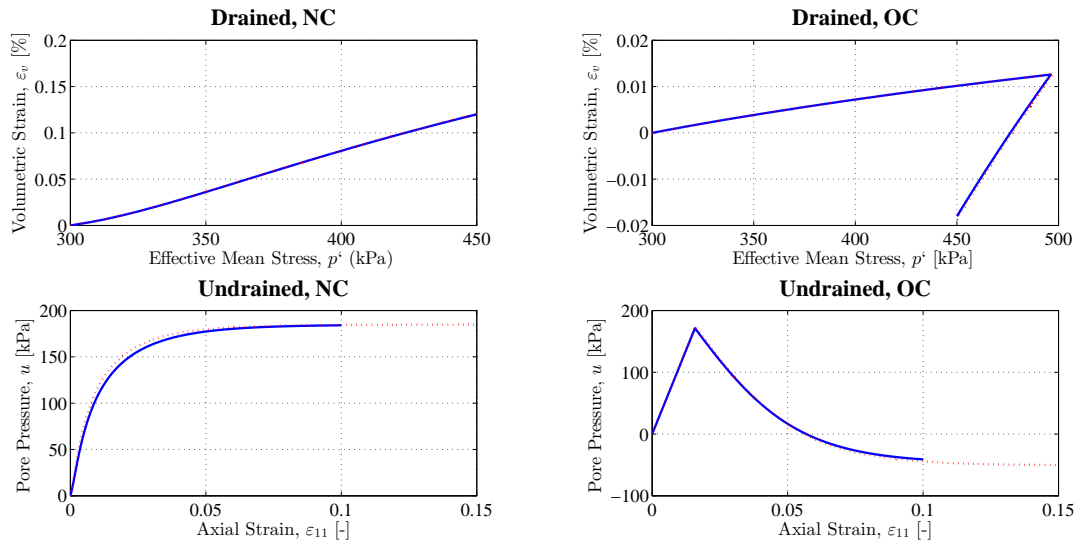 Drained, NC
Volumetric Strain, εv [%]
0.2
0.15
0.1
0.05
0
300 350 400 450
Effective Mean Stress, p‘ (kPa)
Drained, OC
Volumetric Strain, εv [%]
0.02
0.01
0
−0.01
−0.02
300 350 400 450 500
Effective Mean Stress, p‘ [kPa]
Undrained, NC
Pore Pressure, u [kPa]
200
150
100
50
0
0 0.05 0.1 0.15
Axial Strain, ε11 [-]
Undrained, OC
Pore Pressure, u [kPa]
200
100
0
−100
0 0.05 0.1 0.15
Axial Strain, ε11 [-]